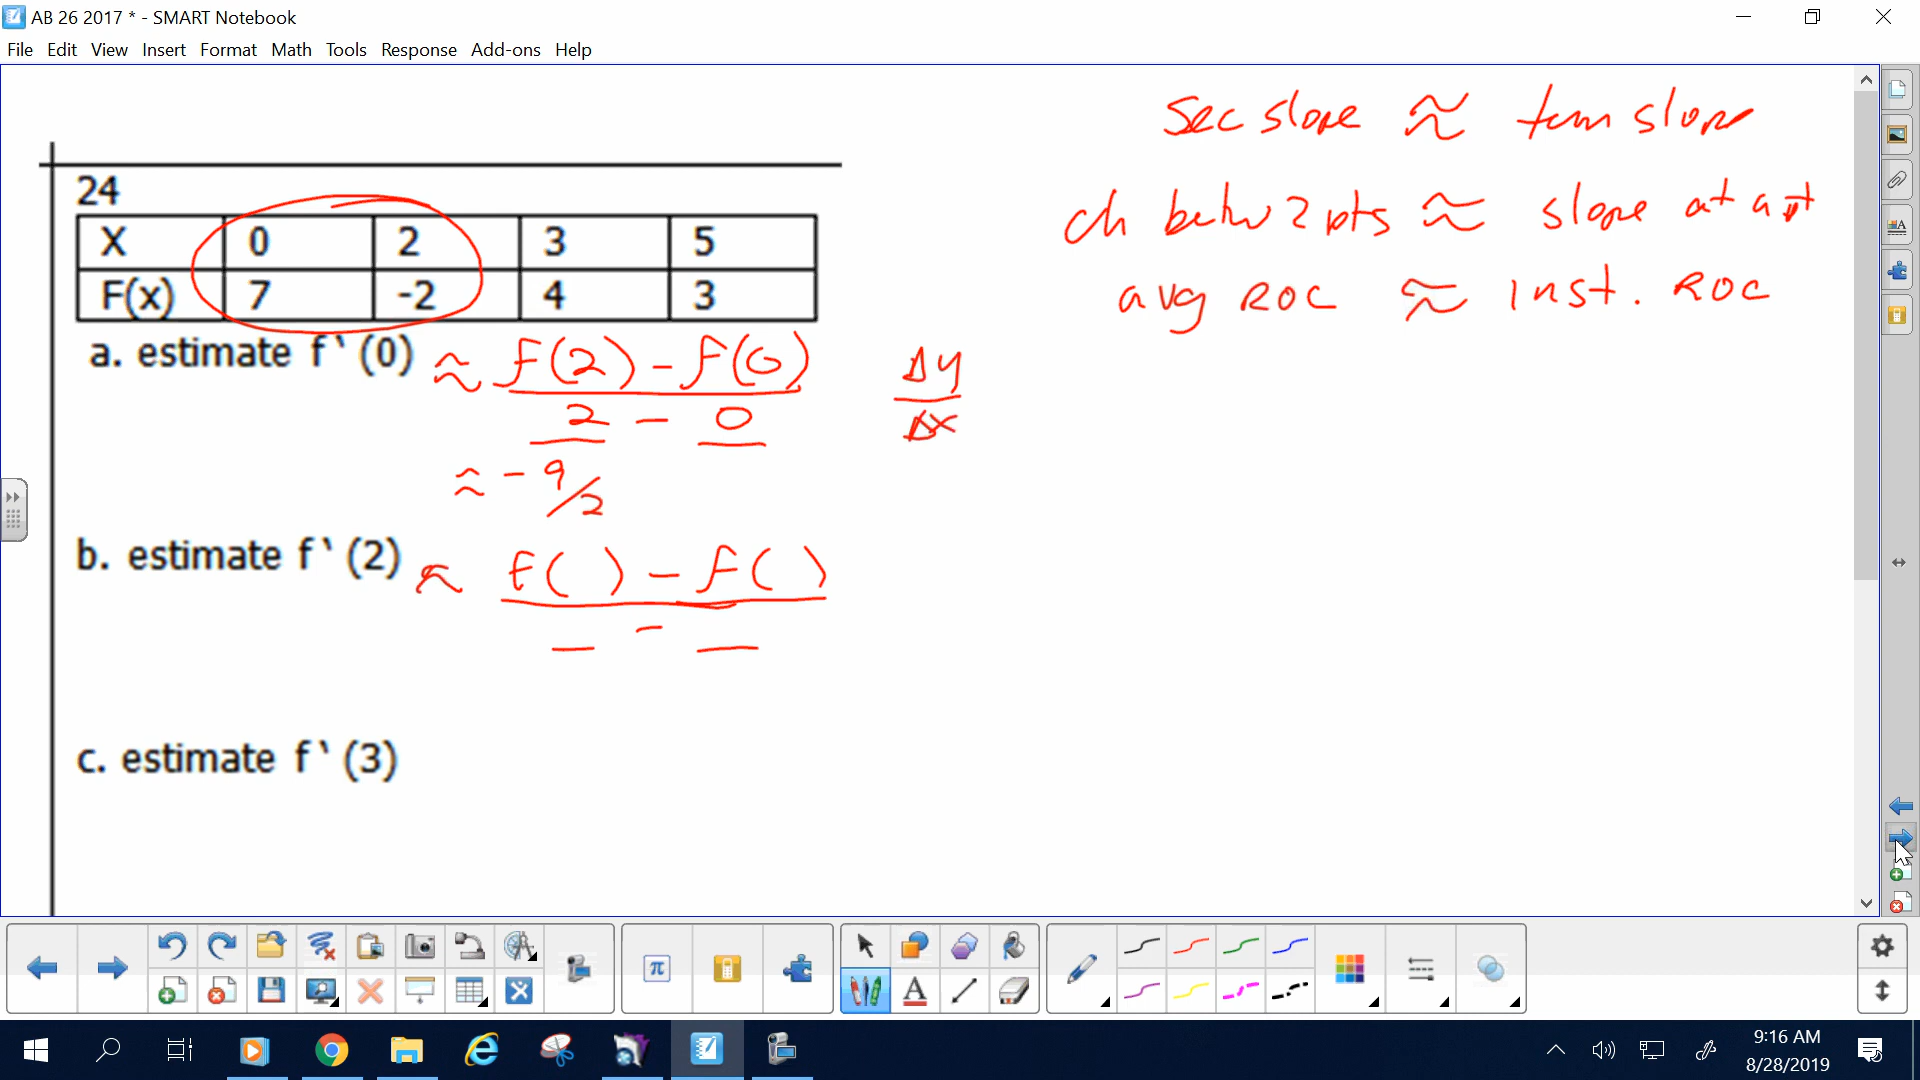 AB 26 2017 * - SMART Notebook
File Edit View Insert Format Math Tools Response Add-ons Help
Sec slope ≈ tan slope
24
X 0 2 3 5
F(x) 7 -2 4 3
ch betw 2 pts ≈ slope at a pt
avg ROC ≈ inst. ROC
a. estimate f‵(0) ≈ f(2) - f(0)
2 - 0
Δy
Δx
≈ - 9/2
b. estimate f‵(2) ≈ f( ) - f( )
-
c. estimate f‵(3)
π
A
9:16 AM
8/28/2019